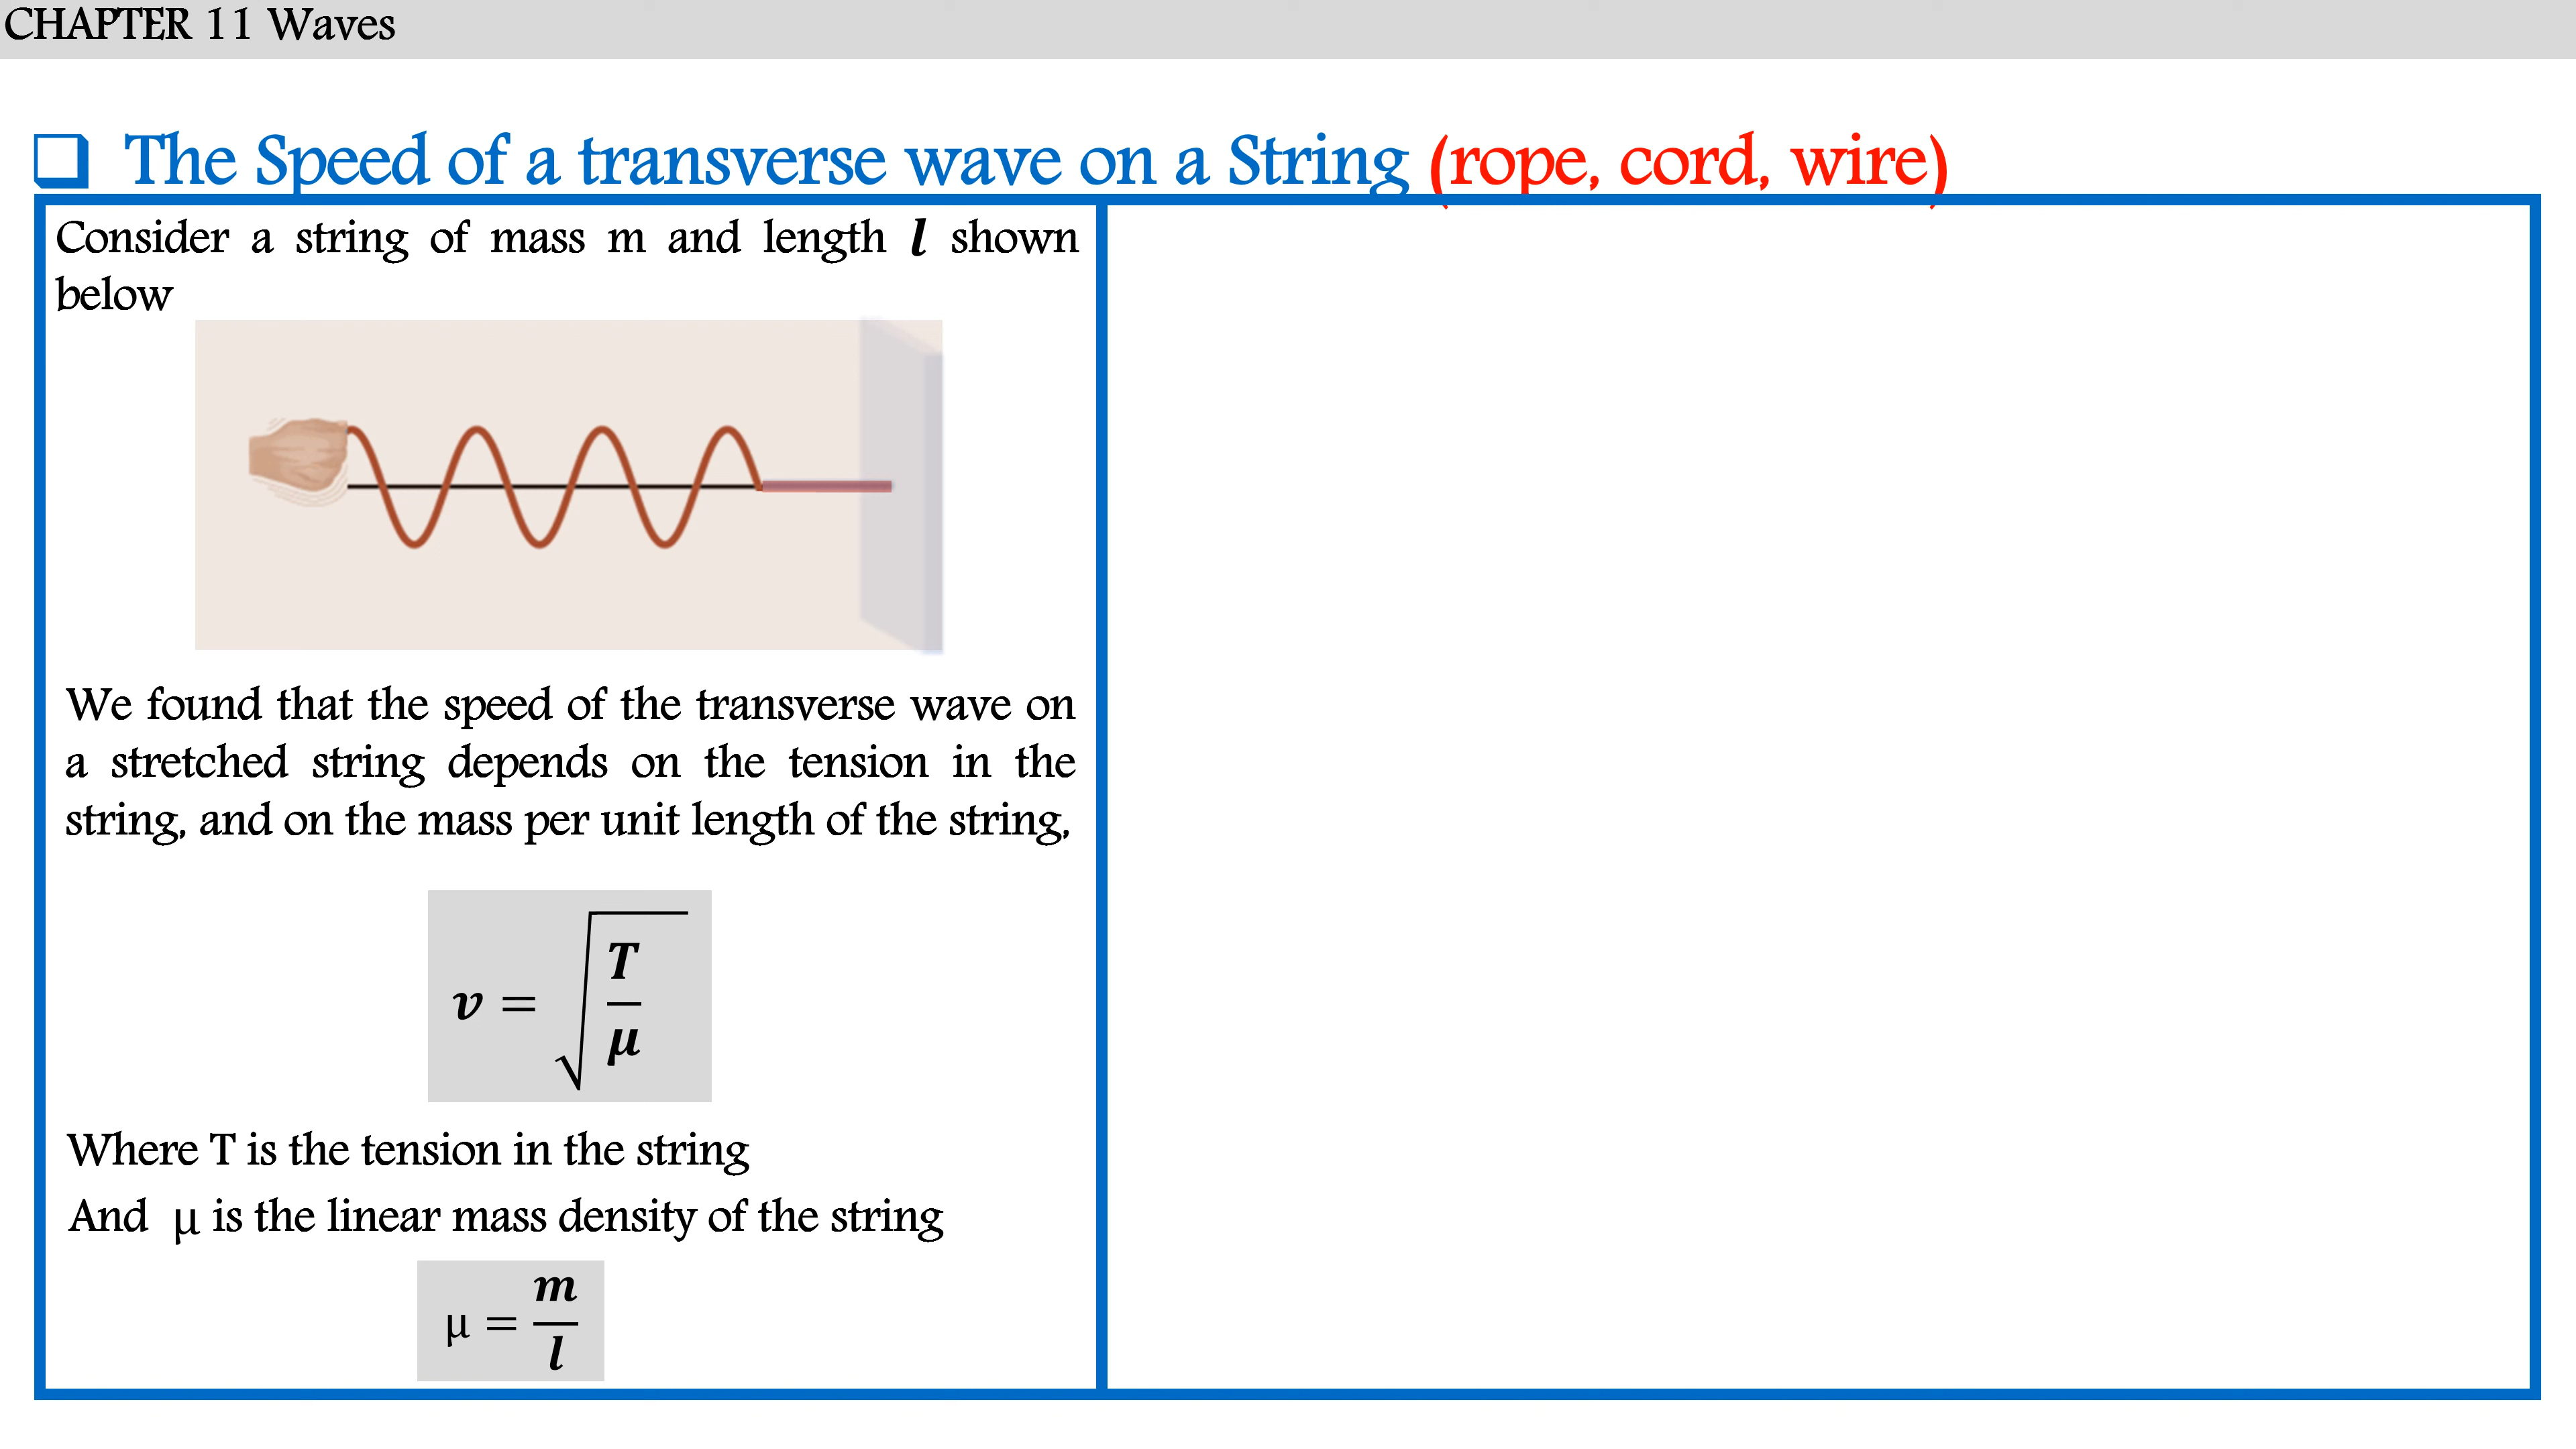 CHAPTER 11 Waves
❑ The Speed of a transverse wave on a String (rope, cord, wire)
Consider a string of mass m and length l shown
below
We found that the speed of the transverse wave on
a stretched string depends on the tension in the
string, and on the mass per unit length of the string,
v = √(T/μ)
Where T is the tension in the string
And μ is the linear mass density of the string
μ = m/l